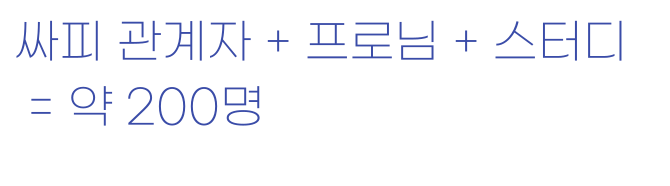 싸피 관계자 + 프로님 + 스터디
= 약 200명